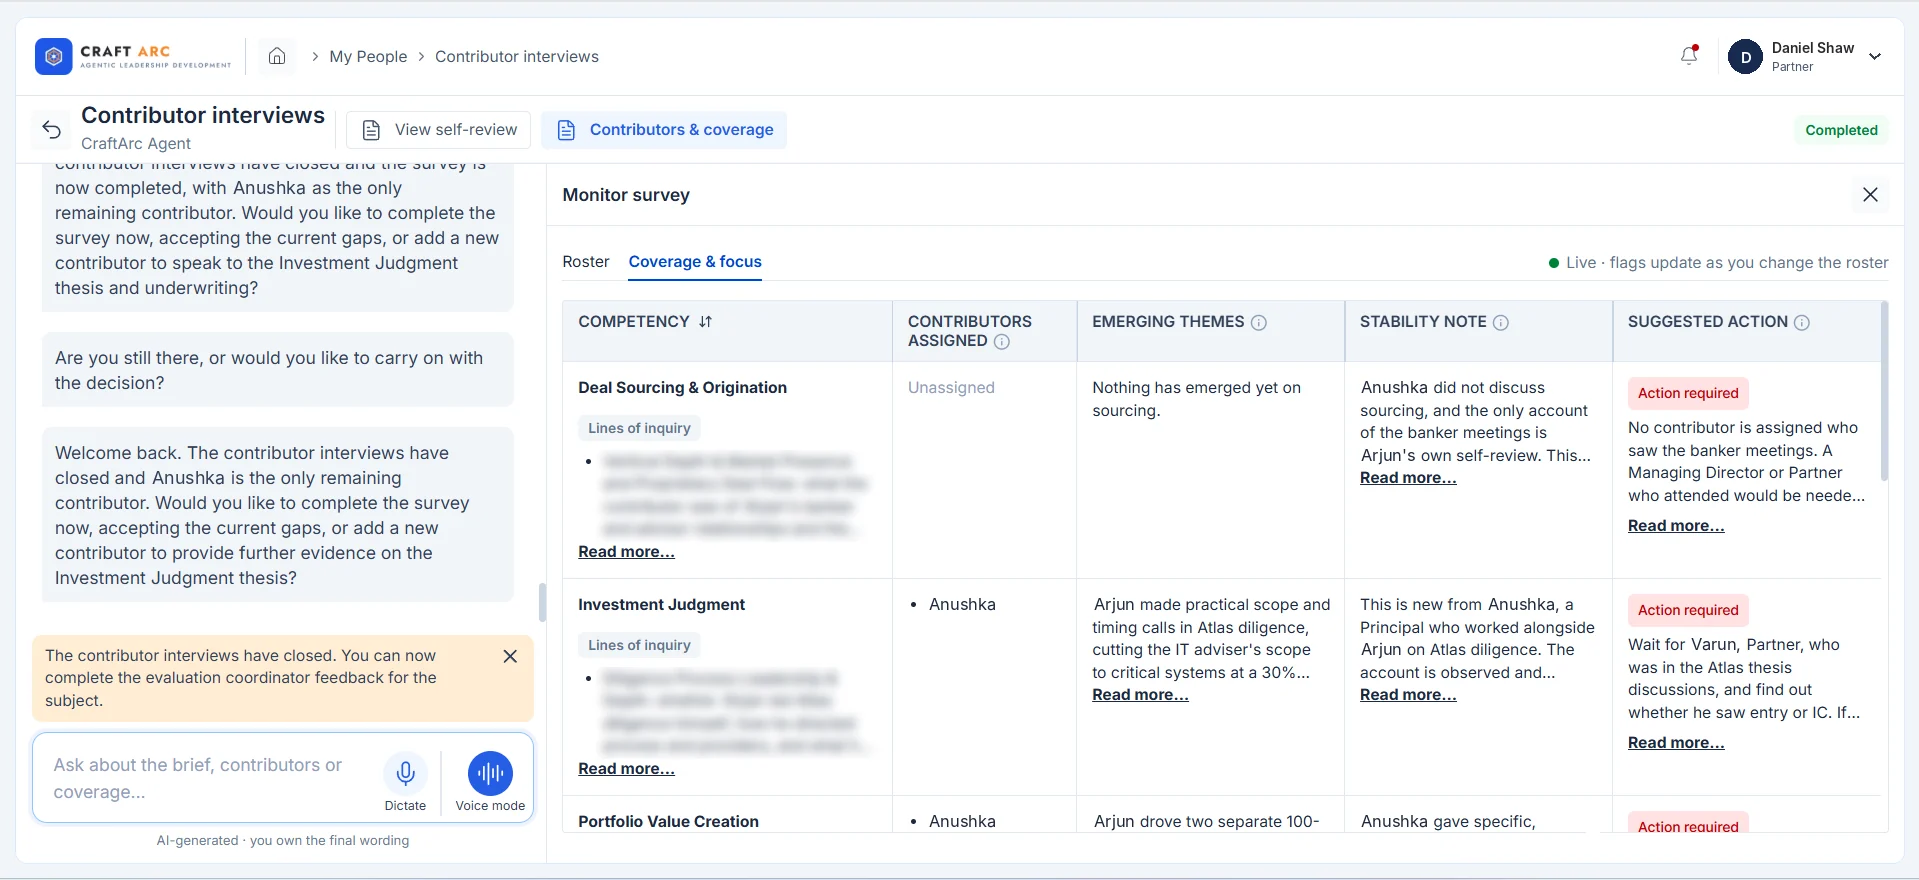 CRAFT ARC
AGENTIC LEADERSHIP DEVELOPMENT
My People
Contributor interviews
D
Daniel Shaw
Partner
Contributor interviews
CraftArc Agent
View self-review
Contributors & coverage
Completed
contributor interviews have closed and the survey is
now completed, with Anushka as the only
remaining contributor. Would you like to complete the
survey now, accepting the current gaps, or add a new
contributor to speak to the Investment Judgment
thesis and underwriting?
Are you still there, or would you like to carry on with
the decision?
Welcome back. The contributor interviews have
closed and Anushka is the only remaining
contributor. Would you like to complete the survey
now, accepting the current gaps, or add a new
contributor to provide further evidence on the
Investment Judgment thesis?
The contributor interviews have closed. You can now
complete the evaluation coordinator feedback for the
subject.
Ask about the brief, contributors or
coverage...
Dictate
Voice mode
AI-generated · you own the final wording
Monitor survey
Roster
Coverage & focus
Live · flags update as you change the roster
COMPETENCY
CONTRIBUTORS
ASSIGNED
EMERGING THEMES
STABILITY NOTE
SUGGESTED ACTION
Deal Sourcing & Origination
Lines of inquiry
Read more...
Unassigned
Nothing has emerged yet on
sourcing.
Anushka did not discuss
sourcing, and the only account
of the banker meetings is
Arjun's own self-review. This...
Read more...
Action required
No contributor is assigned who
saw the banker meetings. A
Managing Director or Partner
who attended would be neede...
Read more...
Investment Judgment
Lines of inquiry
Read more...
• Anushka
Arjun made practical scope and
timing calls in Atlas diligence,
cutting the IT adviser's scope
to critical systems at a 30%...
Read more...
This is new from Anushka, a
Principal who worked alongside
Arjun on Atlas diligence. The
account is observed and...
Read more...
Action required
Wait for Varun, Partner, who
was in the Atlas thesis
discussions, and find out
whether he saw entry or IC. If...
Read more...
Portfolio Value Creation
• Anushka
Arjun drove two separate 100-
Anushka gave specific,
Action required